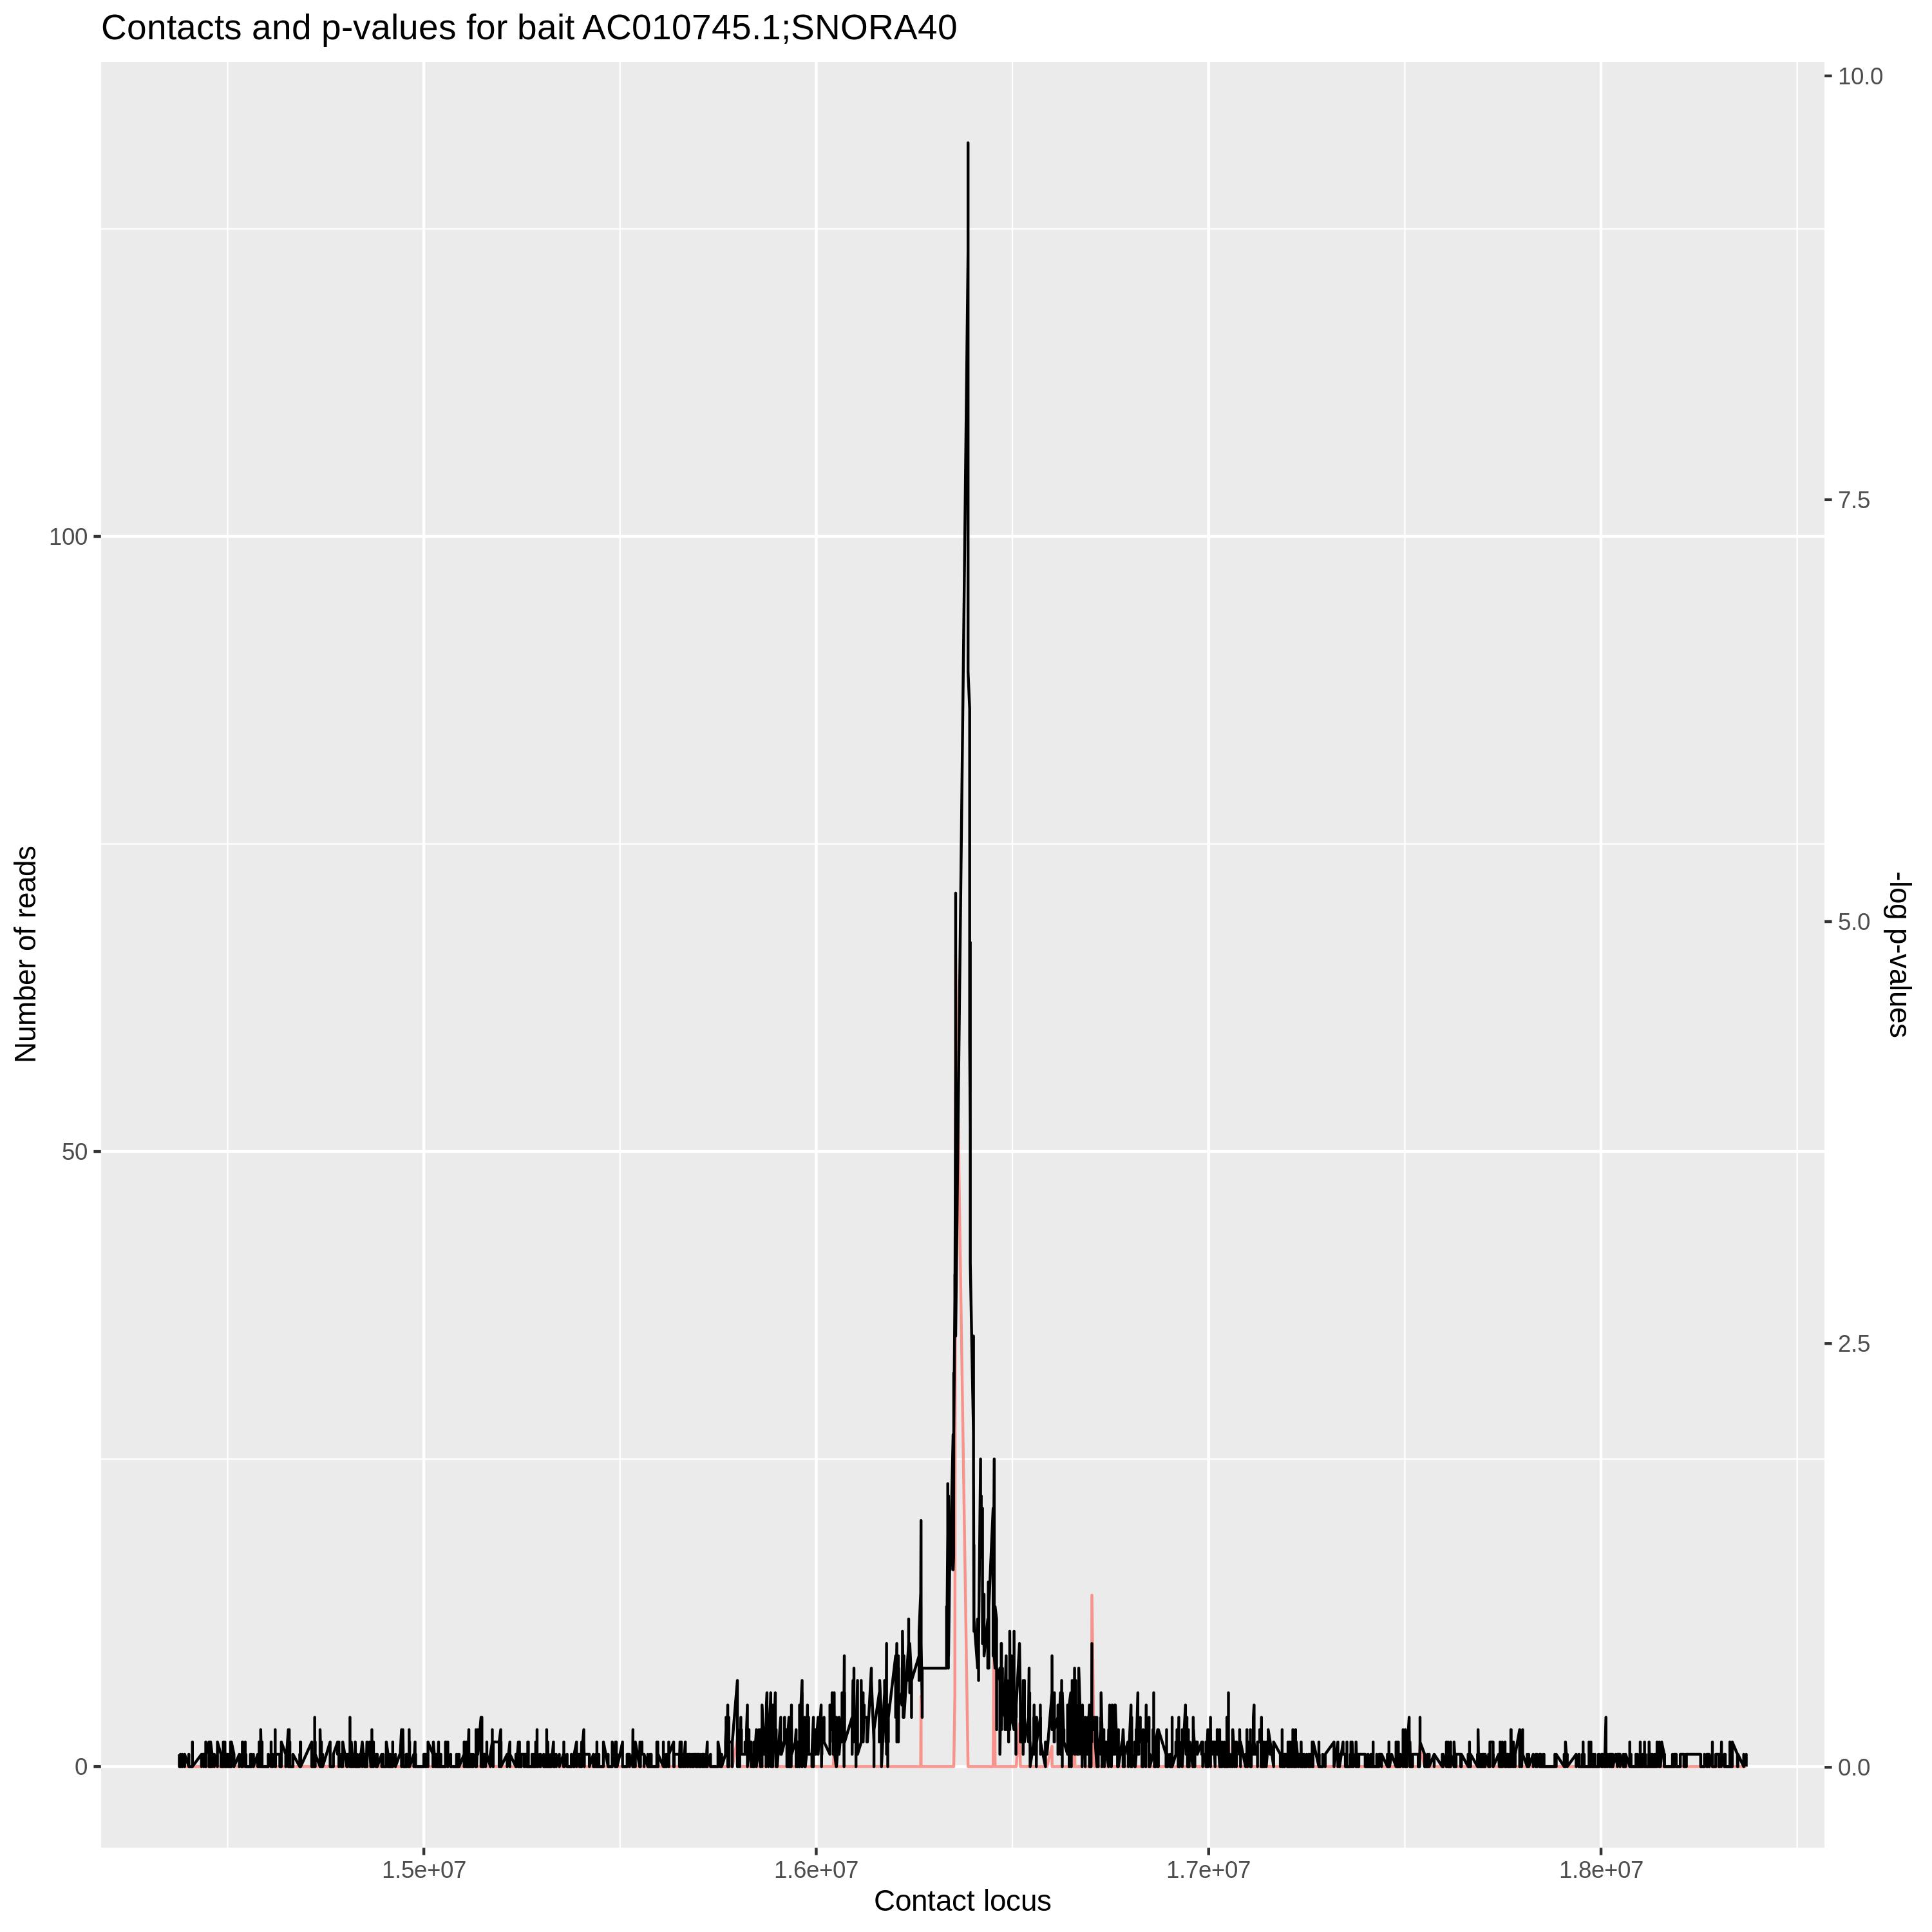 Contacts and p-values for bait AC010745.1;SNORA40
10.0
7.5
100
5.0
Number of reads
-log p-values
50
2.5
0
0.0
1.5e+07 1.6e+07 1.7e+07 1.8e+07
Contact locus